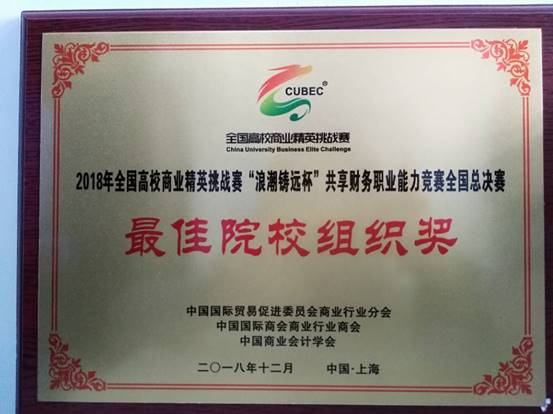 CUBEC®
全国高校商业精英挑战赛
China University Business Elite Challenge
2018年全国高校商业精英挑战赛“浪潮铸远杯”共享财务职业能力竞赛全国总决赛
最佳院校组织奖
中国国际贸易促进委员会商业行业分会
中国国际商会商业行业商会
中国商业会计学会
二〇一八年十二月 中国·上海